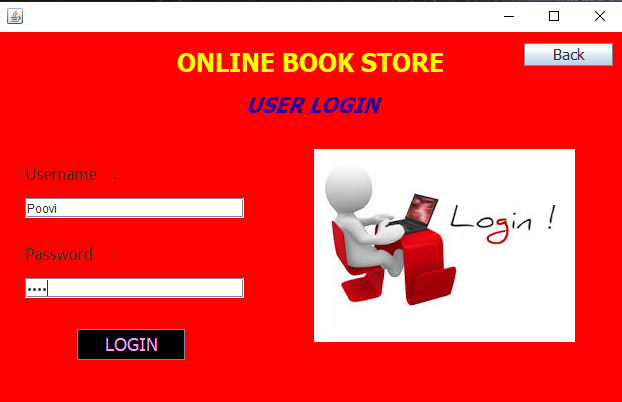 Back
ONLINE BOOK STORE
USER LOGIN
Username :
Poovi
Login !
Password :
••••
LOGIN